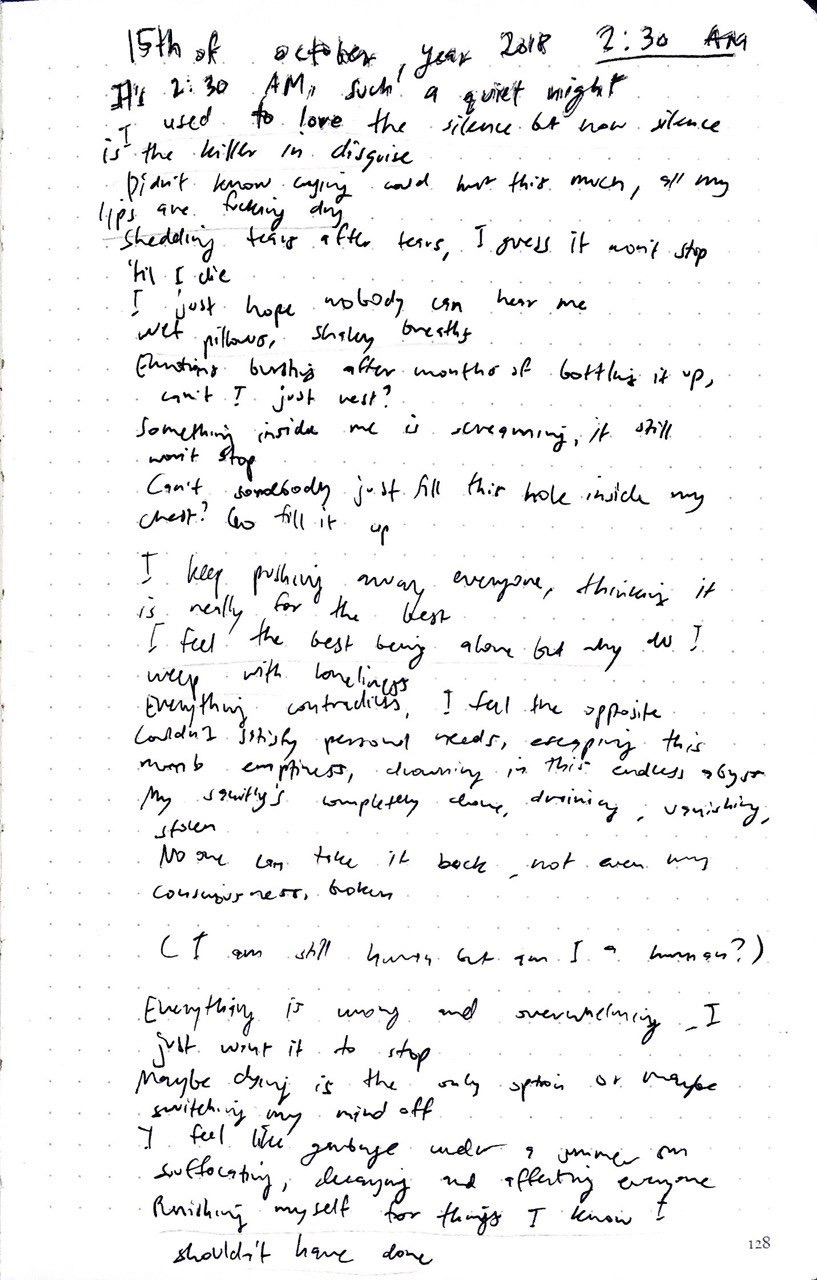 15th of october, year 2018 2:30 AM
It's 2:30 AM, such a quiet night
I used to love the silence but now silence
is the killer in disguise
Didn't know crying could hurt this much, all my
lips are fucking dry
Shedding tears after tears, I guess it won't stop
'til I die
I just hope nobody can hear me
wet pillows, shaky breaths
Emotions bursting after months of bottling it up,
can't I just rest?
Something inside me is screaming, it still
won't stop
Can't somebody just fill this hole inside my
chest? Go fill it up
I keep pushing away everyone, thinking it
is really for the best
I feel the best being alone but why do I
weep with loneliness
Everything contradicts, I feel the opposite
Couldn't satisfy personal needs, escaping this
numb emptiness, drowning in this endless abyss
My sanity's completely done, draining, vanishing,
stolen
No one can take it back, not even my
consciousness, broken
(I am still human but am I a human?)
Everything is wrong and overwhelming, I
just want it to stop
Maybe dying is the only option or maybe
switching my mind off
I feel like garbage under a summer sun
suffocating, decaying and affecting everyone
Punishing myself for things I know I
shouldn't have done
128